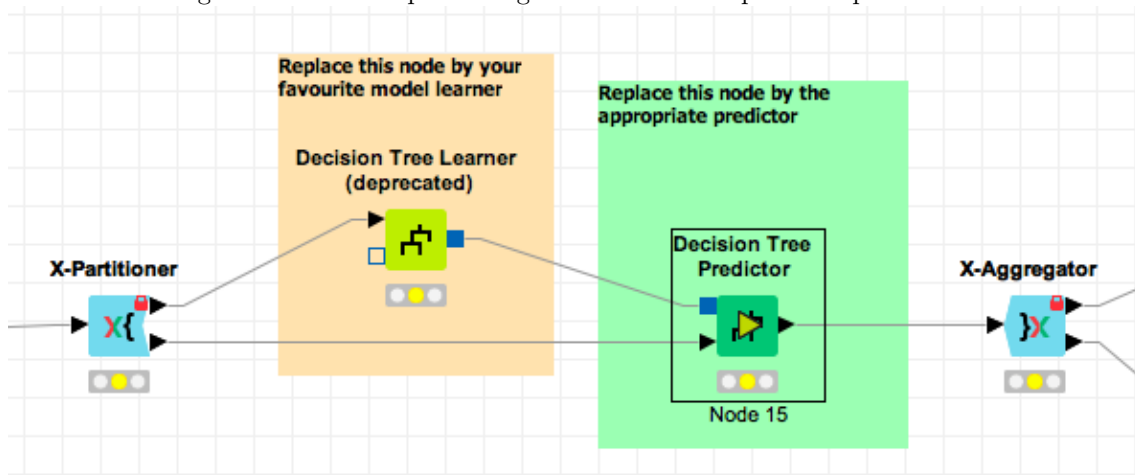 Replace this node by your
favourite model learner
Replace this node by the
appropriate predictor
Decision Tree Learner
(deprecated)
X-Partitioner
Decision Tree
Predictor
X-Aggregator
X{
}X
Node 15